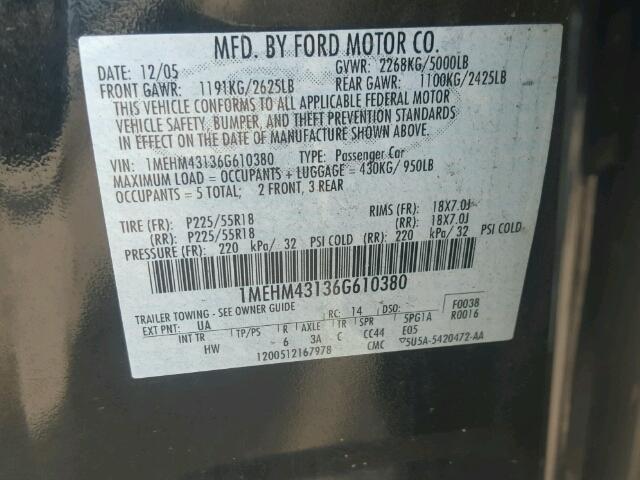 MFD. BY FORD MOTOR CO.
DATE: 12/05 GVWR: 2268KG/5000LB
FRONT GAWR: 1191KG/2625LB REAR GAWR: 1100KG/2425LB
THIS VEHICLE CONFORMS TO ALL APPLICABLE FEDERAL MOTOR
VEHICLE SAFETY, BUMPER, AND THEFT PREVENTION STANDARDS
IN EFFECT ON THE DATE OF MANUFACTURE SHOWN ABOVE.
VIN: 1MEHM43136G610380 TYPE: Passenger Car
MAXIMUM LOAD = OCCUPANTS + LUGGAGE = 430KG/950LB
OCCUPANTS = 5 TOTAL; 2 FRONT, 3 REAR
TIRE (FR): P225/55R18 RIMS (FR): 18X7.0J
(RR): P225/55R18 (RR): 18X7.0J
PRESSURE (FR): 220 kPa/ 32 PSI COLD (RR): 220 kPa/ 32 PSI COLD
1MEHM43136G610380
TRAILER TOWING - SEE OWNER GUIDE RC: 14 DSO: F0038
EXT PNT: UA 5PG1A R0016
INT TR TP/PS R AXLE TR SPR E05
HW 6 3A C CC44
1200512167978 CMC ▽5U5A-5420472-AA